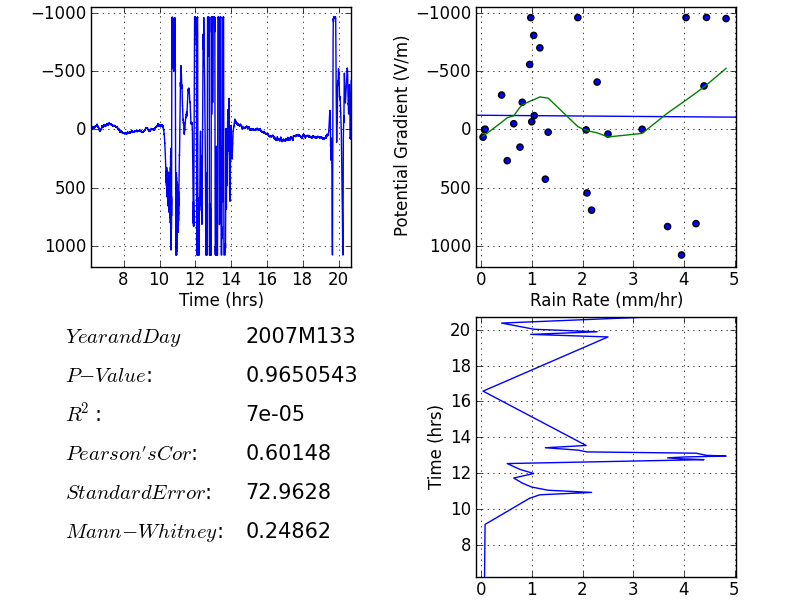 −1000
−500
0
500
1000
8 10 12 14 16 18 20
Time (hrs)
Potential Gradient (V/m)
−1000
−500
0
500
1000
0 1 2 3 4 5
Rain Rate (mm/hr)
YearandDay 2007M133
P−Value: 0.9650543
R²: 7e-05
Pearson'sCor: 0.60148
StandardError: 72.9628
Mann−Whitney: 0.24862
Time (hrs)
20
18
16
14
12
10
8
0 1 2 3 4 5